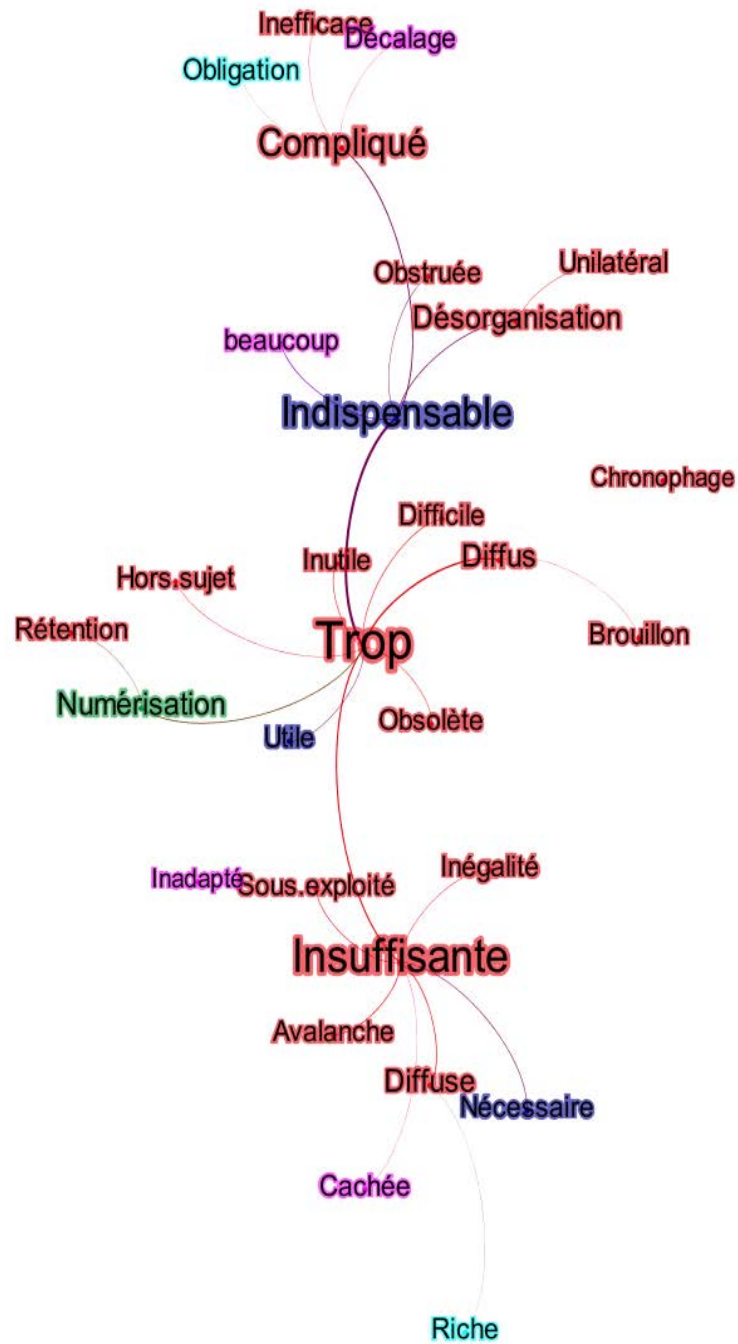 Inefficace
Décalage
Obligation
Compliqué
Obstruée
Unilatéral
Désorganisation
beaucoup
Indispensable
Chronophage
Difficile
Diffus
Inutile
Hors.sujet
Rétention
Trop
Brouillon
Numérisation
Obsolète
Utile
Inégalité
Inadapté
Sous.exploité
Insuffisante
Avalanche
Diffuse
Nécessaire
Cachée
Riche